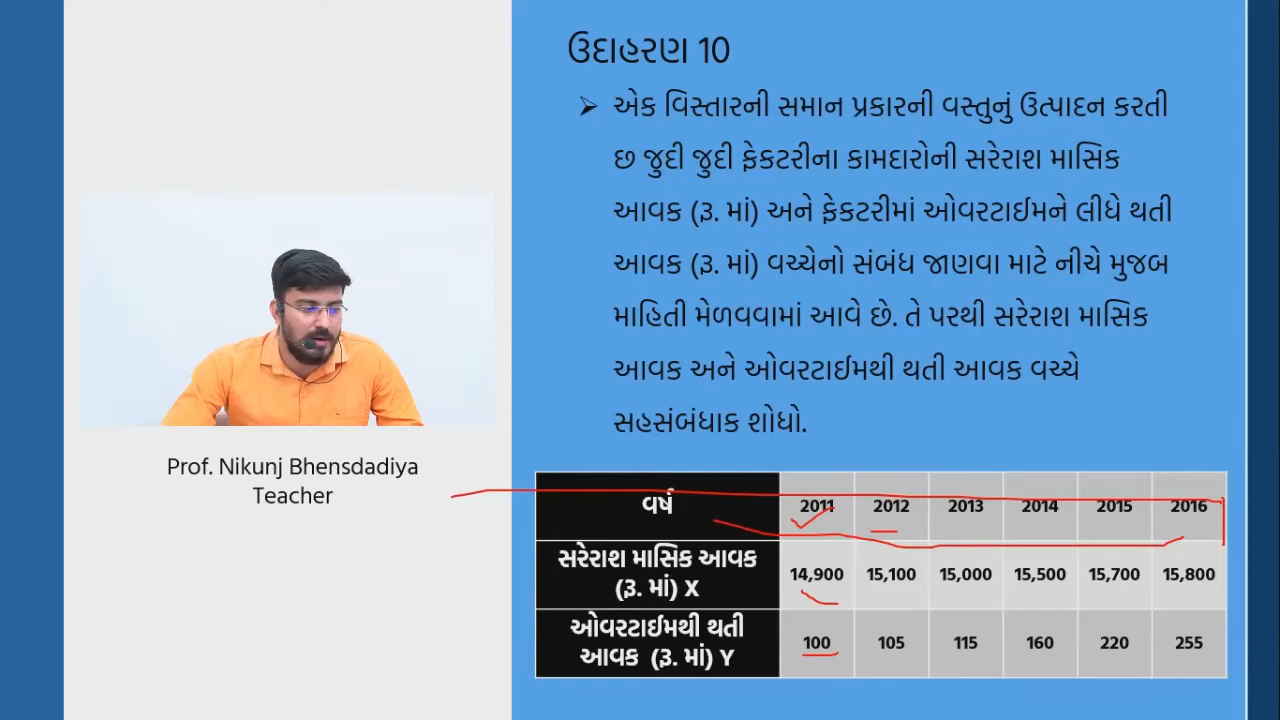 ઉદાહરણ 10
એક વિસ્તારની સમાન પ્રકારની વસ્તુનું ઉત્પાદન કરતી
છ જુદી જુદી ફેકટરીના કામદારોની સરેરાશ માસિક
આવક (રૂ. માં) અને ફેકટરીમાં ઓવરટાઈમને લીધે થતી
આવક (રૂ. માં) વચ્ચેનો સંબંધ જાણવા માટે નીચે મુજબ
માહિતી મેળવવામાં આવે છે. તે પરથી સરેરાશ માસિક
આવક અને ઓવરટાઈમથી થતી આવક વચ્ચે
સહસંબંધાક શોધો.
Prof. Nikunj Bhensdadiya
Teacher
વર્ષ 2011 2012 2013 2014 2015 2016
સરેરાશ માસિક આવક
(રૂ. માં) X 14,900 15,100 15,000 15,500 15,700 15,800
ઓવરટાઈમથી થતી
આવક (રૂ. માં) Y 100 105 115 160 220 255